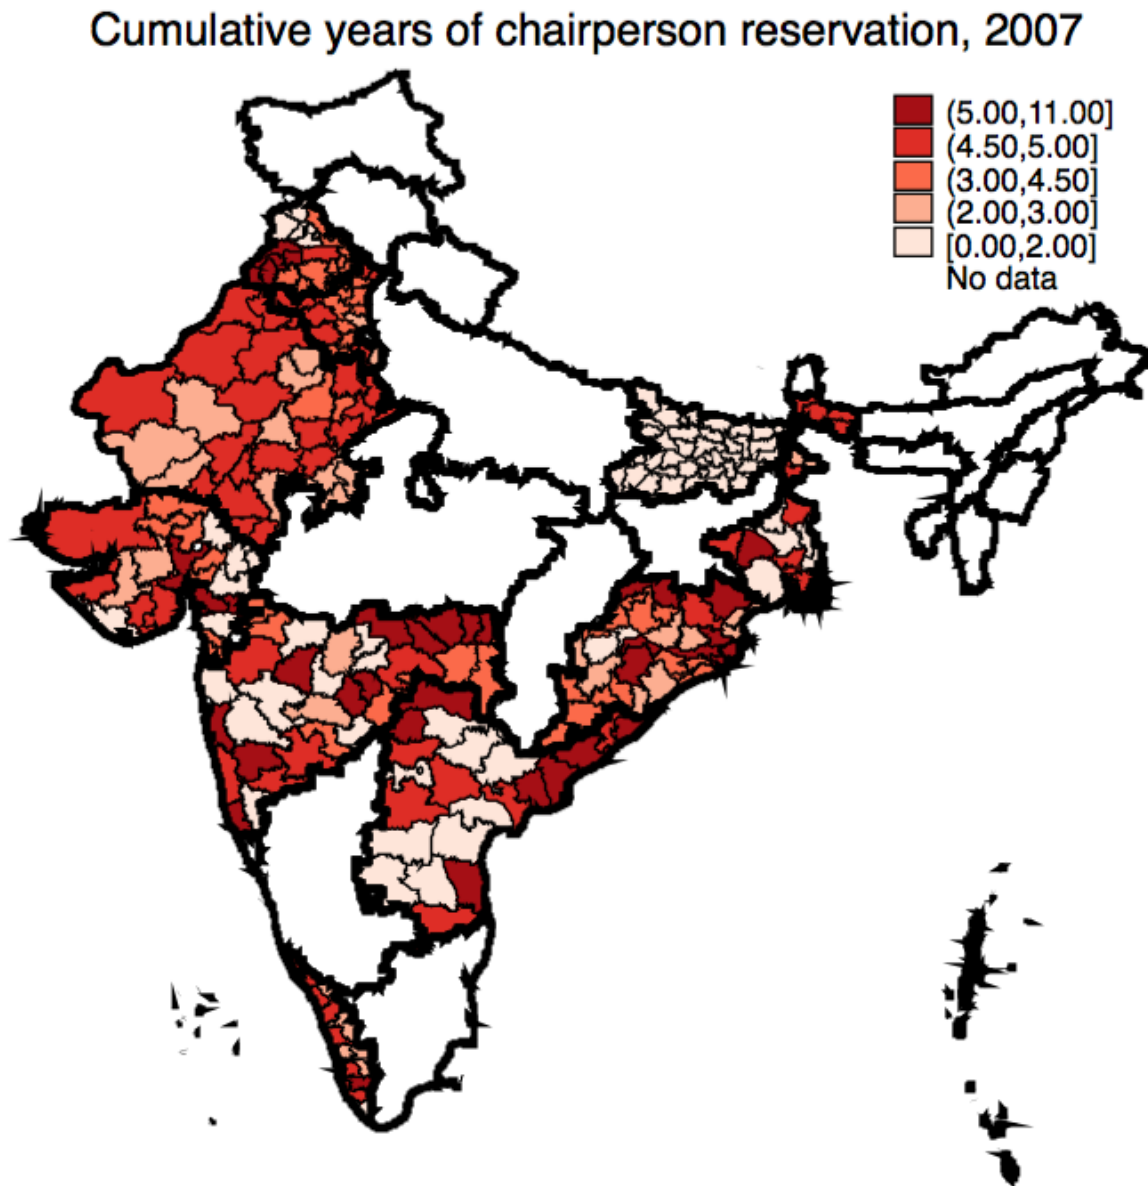 Cumulative years of chairperson reservation, 2007
(5.00,11.00]
(4.50,5.00]
(3.00,4.50]
(2.00,3.00]
[0.00,2.00]
No data